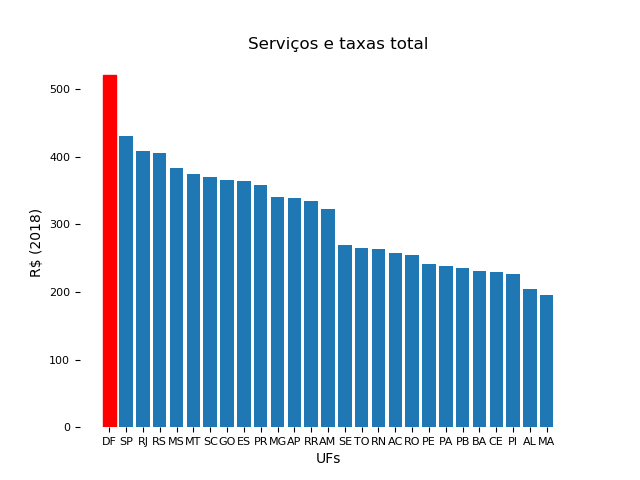 Serviços e taxas total
R$ (2018)
500
400
300
200
100
0
DF SP RJ RS MS MT SC GO ES PR MG AP RR AM SE TO RN AC RO PE PA PB BA CE PI AL MA
UFs